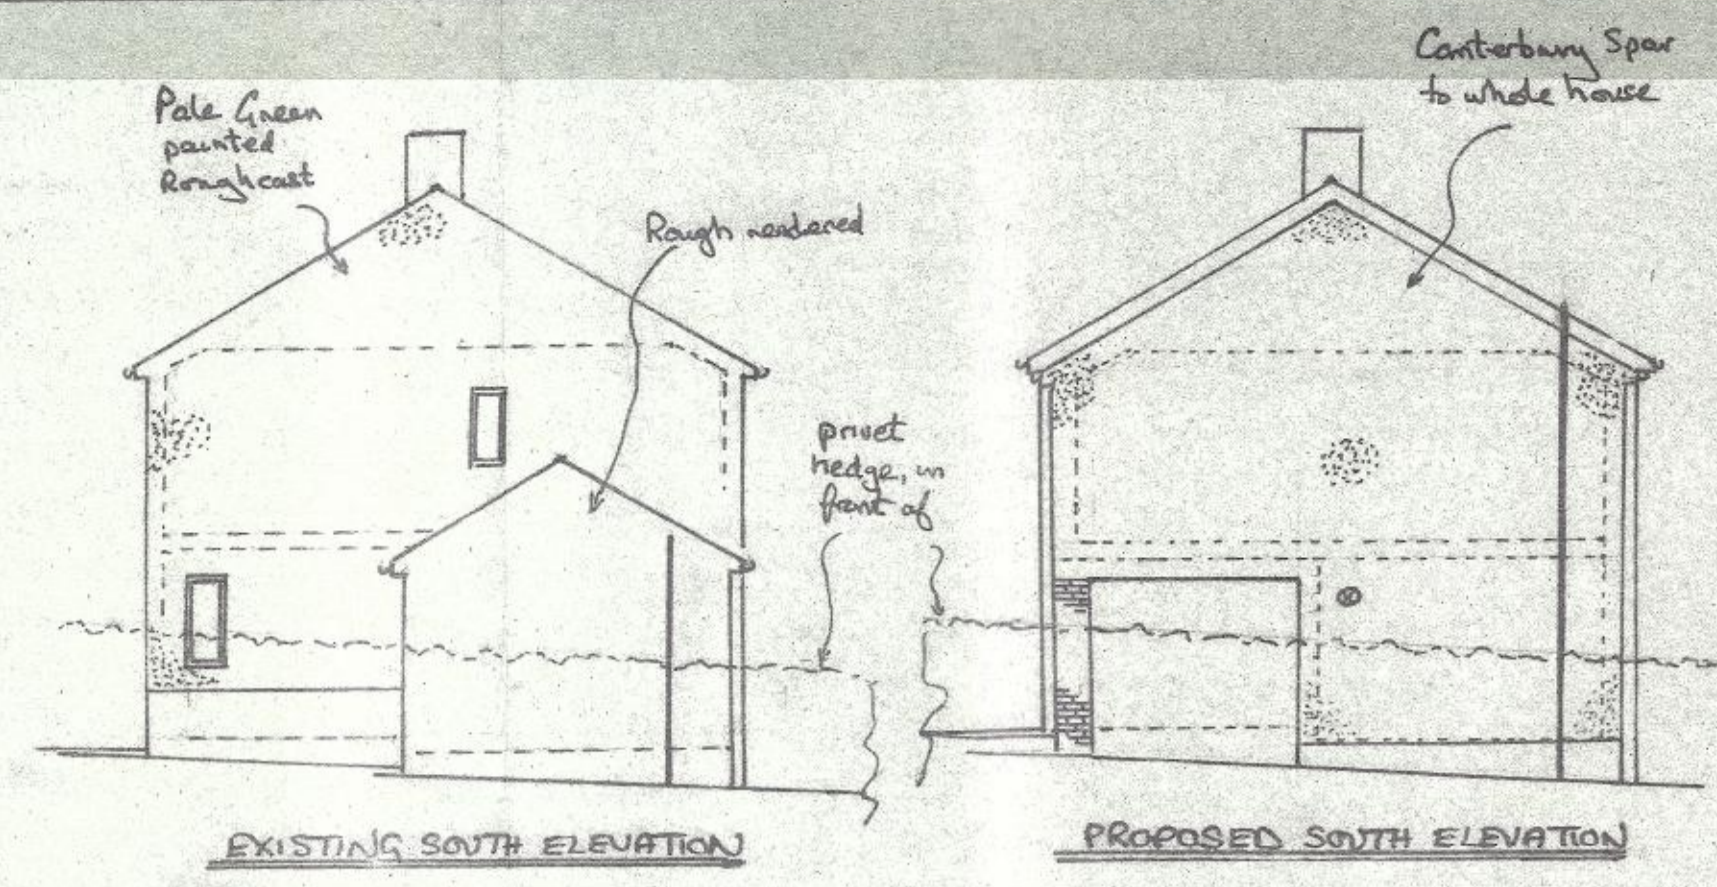 Pale Green
painted
Roughcast
Rough rendered
privet
hedge, in
front of
Canterbury Spar
to whole house
EXISTING SOUTH ELEVATION
PROPOSED SOUTH ELEVATION